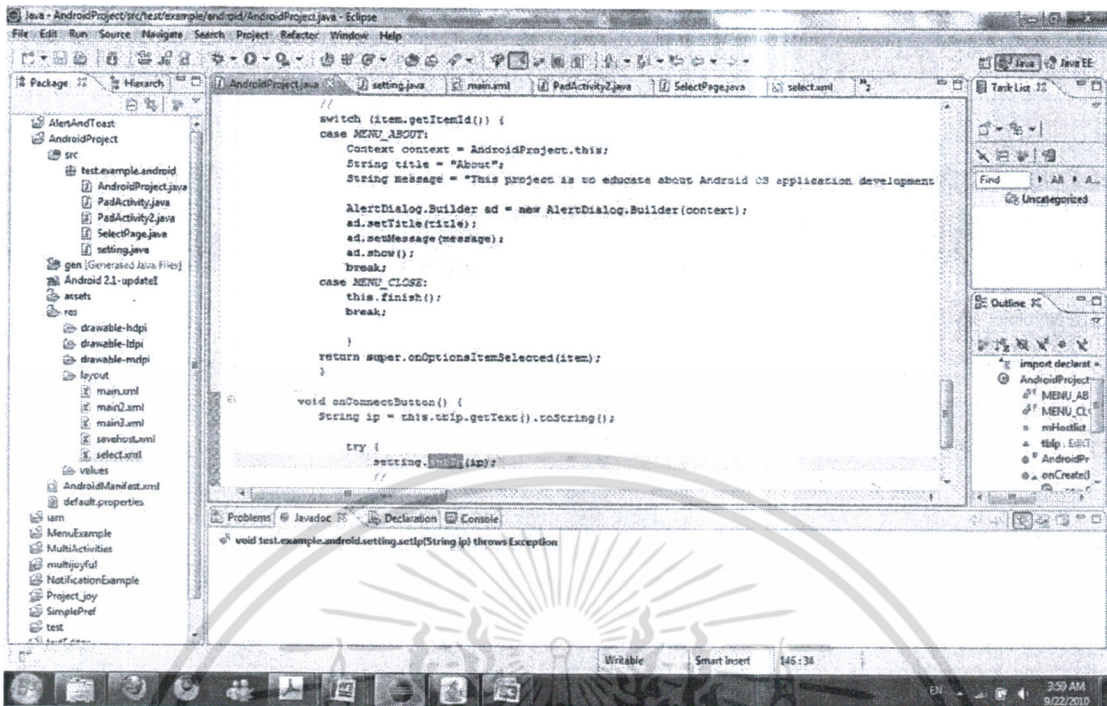 Java - AndroidProject/src/test/example/android/AndroidProject.java - Eclipse
File Edit Run Source Navigate Search Project Refactor Window Help
Java Java EE
Package Hierarch
AlertAndToast
AndroidProject
src
test.example.android
AndroidProject.java
PadActivity.java
PadActivity2.java
SelectPage.java
setting.java
gen [Generated Java Files]
Android 2.1-update1
assets
res
drawable-hdpi
drawable-ldpi
drawable-mdpi
layout
main.xml
main2.xml
main3.xml
savehost.xml
select.xml
values
AndroidManifest.xml
default.properties
iam
MenuExample
MultiActivities
multijoyful
NotificationExample
Project_joy
SimplePref
test
AndroidProject.java setting.java main.xml PadActivity2.java SelectPage.java select.xml
//
switch (item.getItemId()) {
case MENU_ABOUT:
Context context = AndroidProject.this;
String title = "About";
String message = "This project is to educate about Android OS application development
AlertDialog.Builder ad = new AlertDialog.Builder(context);
ad.setTitle(title);
ad.setMessage(message);
ad.show();
break;
case MENU_CLOSE:
this.finish();
break;
}
return super.onOptionsItemSelected(item);
}
void onConnectButton() {
String ip = this.tbip.getText().toString();
try {
setting.(ip);
//
Task List
Find All A...
Uncategorized
Outline
import declarat
AndroidProject
MENU_AB
MENU_CL
mHostlist
tbip : EdiT
AndroidPr
onCreate(
Problems Javadoc Declaration Console
void test.example.android.setting.setIp(String ip) throws Exception
Writable Smart Insert 146 : 36
EN 3:59 AM
9/22/2010